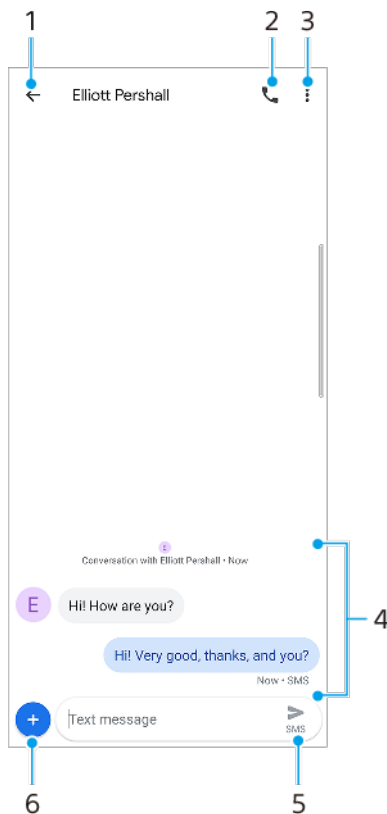 1 2 3
Elliott Pershall
Conversation with Elliott Pershall • Now
4
E Hi! How are you?
Hi! Very good, thanks, and you?
Now • SMS
Text message
SMS
6 5